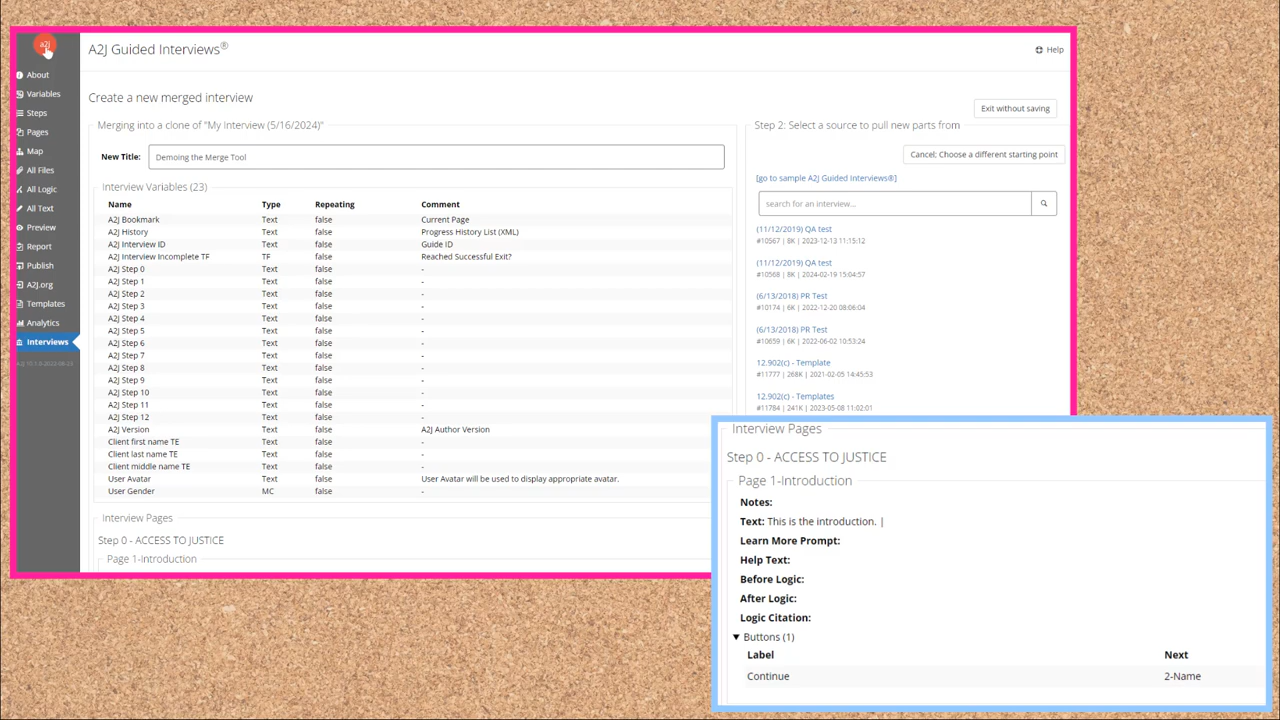 A2J
A2J Guided Interviews®
Help
About
Variables
Steps
Pages
Map
All Files
All Logic
All Text
Preview
Report
Publish
A2J.org
Templates
Analytics
Interviews
A2J 10.1.0-2023-08-23
Create a new merged interview
Exit without saving
Merging into a clone of "My Interview (5/16/2024)"
New Title: Demoing the Merge Tool
Interview Variables (23)
Name Type Repeating Comment
A2J Bookmark Text false Current Page
A2J History Text false Progress History List (XML)
A2J Interview ID Text false Guide ID
A2J Interview Incomplete TF TF false Reached Successful Exit?
A2J Step 0 Text false -
A2J Step 1 Text false -
A2J Step 2 Text false -
A2J Step 3 Text false -
A2J Step 4 Text false -
A2J Step 5 Text false -
A2J Step 6 Text false -
A2J Step 7 Text false -
A2J Step 8 Text false -
A2J Step 9 Text false -
A2J Step 10 Text false -
A2J Step 11 Text false -
A2J Step 12 Text false -
A2J Version Text false A2J Author Version
Client first name TE Text false -
Client last name TE Text false -
Client middle name TE Text false -
User Avatar Text false User Avatar will be used to display appropriate avatar.
User Gender MC false -
Interview Pages
Step 0 - ACCESS TO JUSTICE
Page 1-Introduction
Step 2: Select a source to pull new parts from
Cancel: Choose a different starting point
[go to sample A2J Guided Interviews®]
search for an interview...
(11/12/2019) QA test
#10567 | 8K | 2023-12-13 11:15:12
(11/12/2019) QA test
#10568 | 8K | 2024-02-19 15:04:57
(6/13/2018) PR Test
#10174 | 6K | 2022-12-20 08:06:04
(6/13/2018) PR Test
#10659 | 6K | 2022-06-02 10:53:24
12.902(c) - Template
#11777 | 268K | 2021-02-05 14:45:53
12.902(c) - Templates
#11784 | 241K | 2023-05-08 11:02:01
Interview Pages
Step 0 - ACCESS TO JUSTICE
Page 1-Introduction
Notes:
Text: This is the introduction. |
Learn More Prompt:
Help Text:
Before Logic:
After Logic:
Logic Citation:
Buttons (1)
Label Next
Continue 2-Name